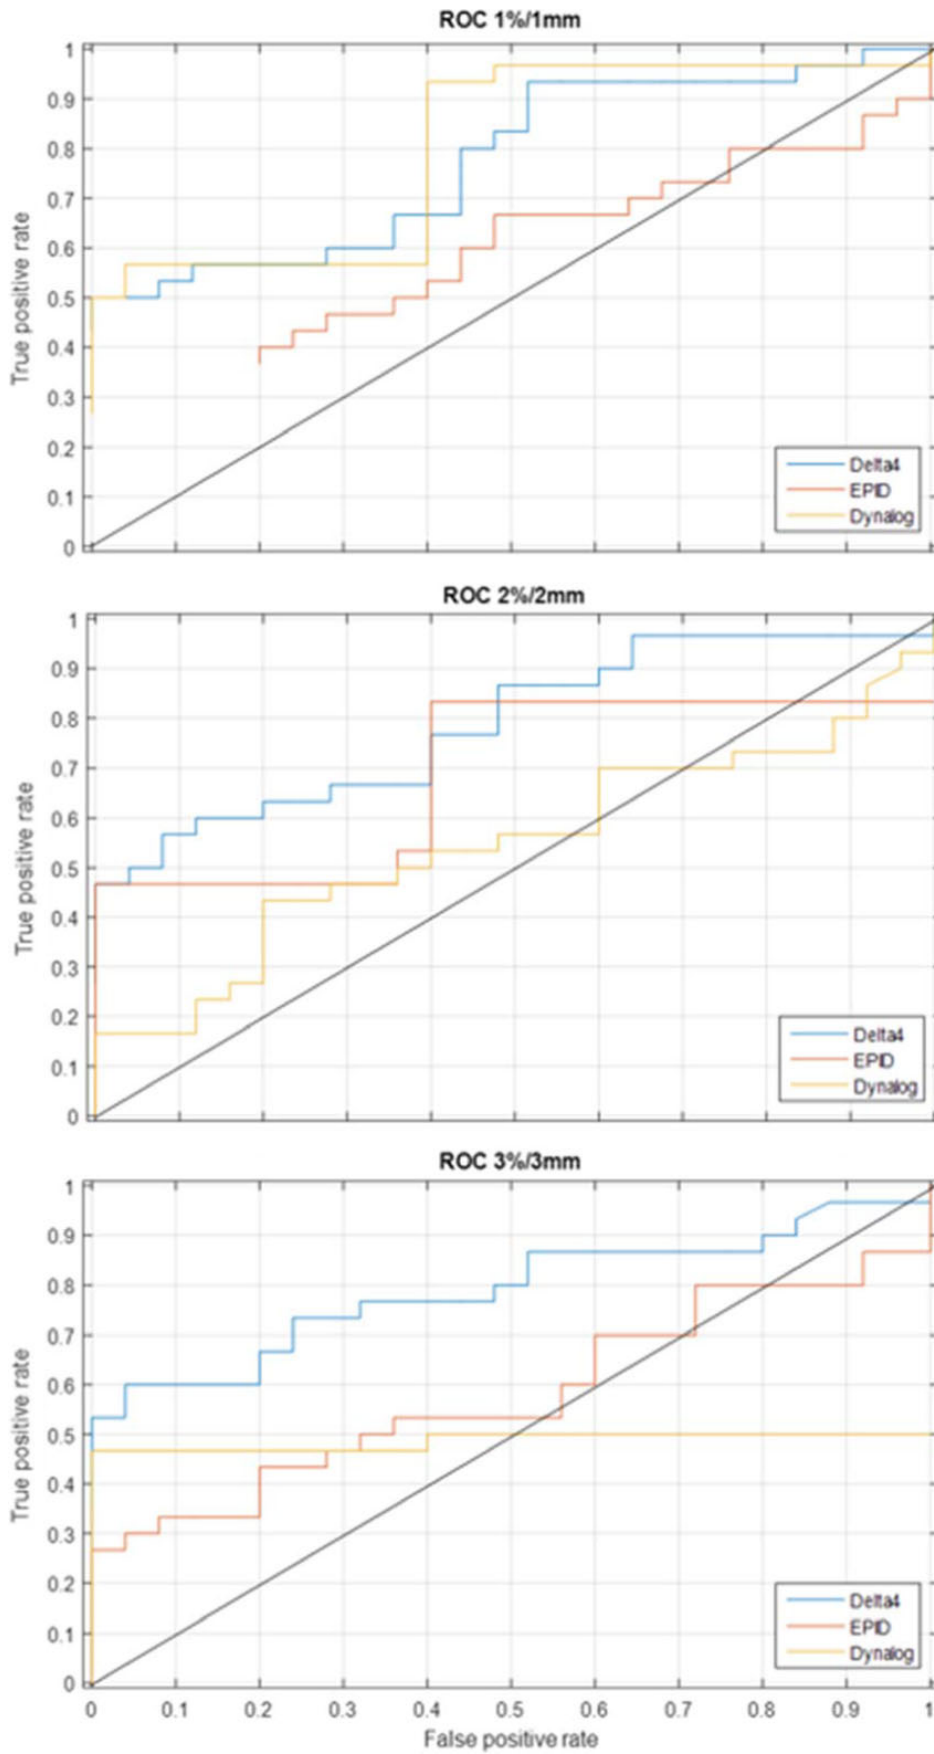 ROC 1%/1mm
1
0.9
0.8
0.7
0.6
0.5
0.4
0.3
0.2
0.1
0
True positive rate
Delta4
EPID
Dynalog
ROC 2%/2mm
1
0.9
0.8
0.7
0.6
0.5
0.4
0.3
0.2
0.1
0
True positive rate
Delta4
EPID
Dynalog
ROC 3%/3mm
1
0.9
0.8
0.7
0.6
0.5
0.4
0.3
0.2
0.1
0
True positive rate
Delta4
EPID
Dynalog
0 0.1 0.2 0.3 0.4 0.5 0.6 0.7 0.8 0.9 1
False positive rate